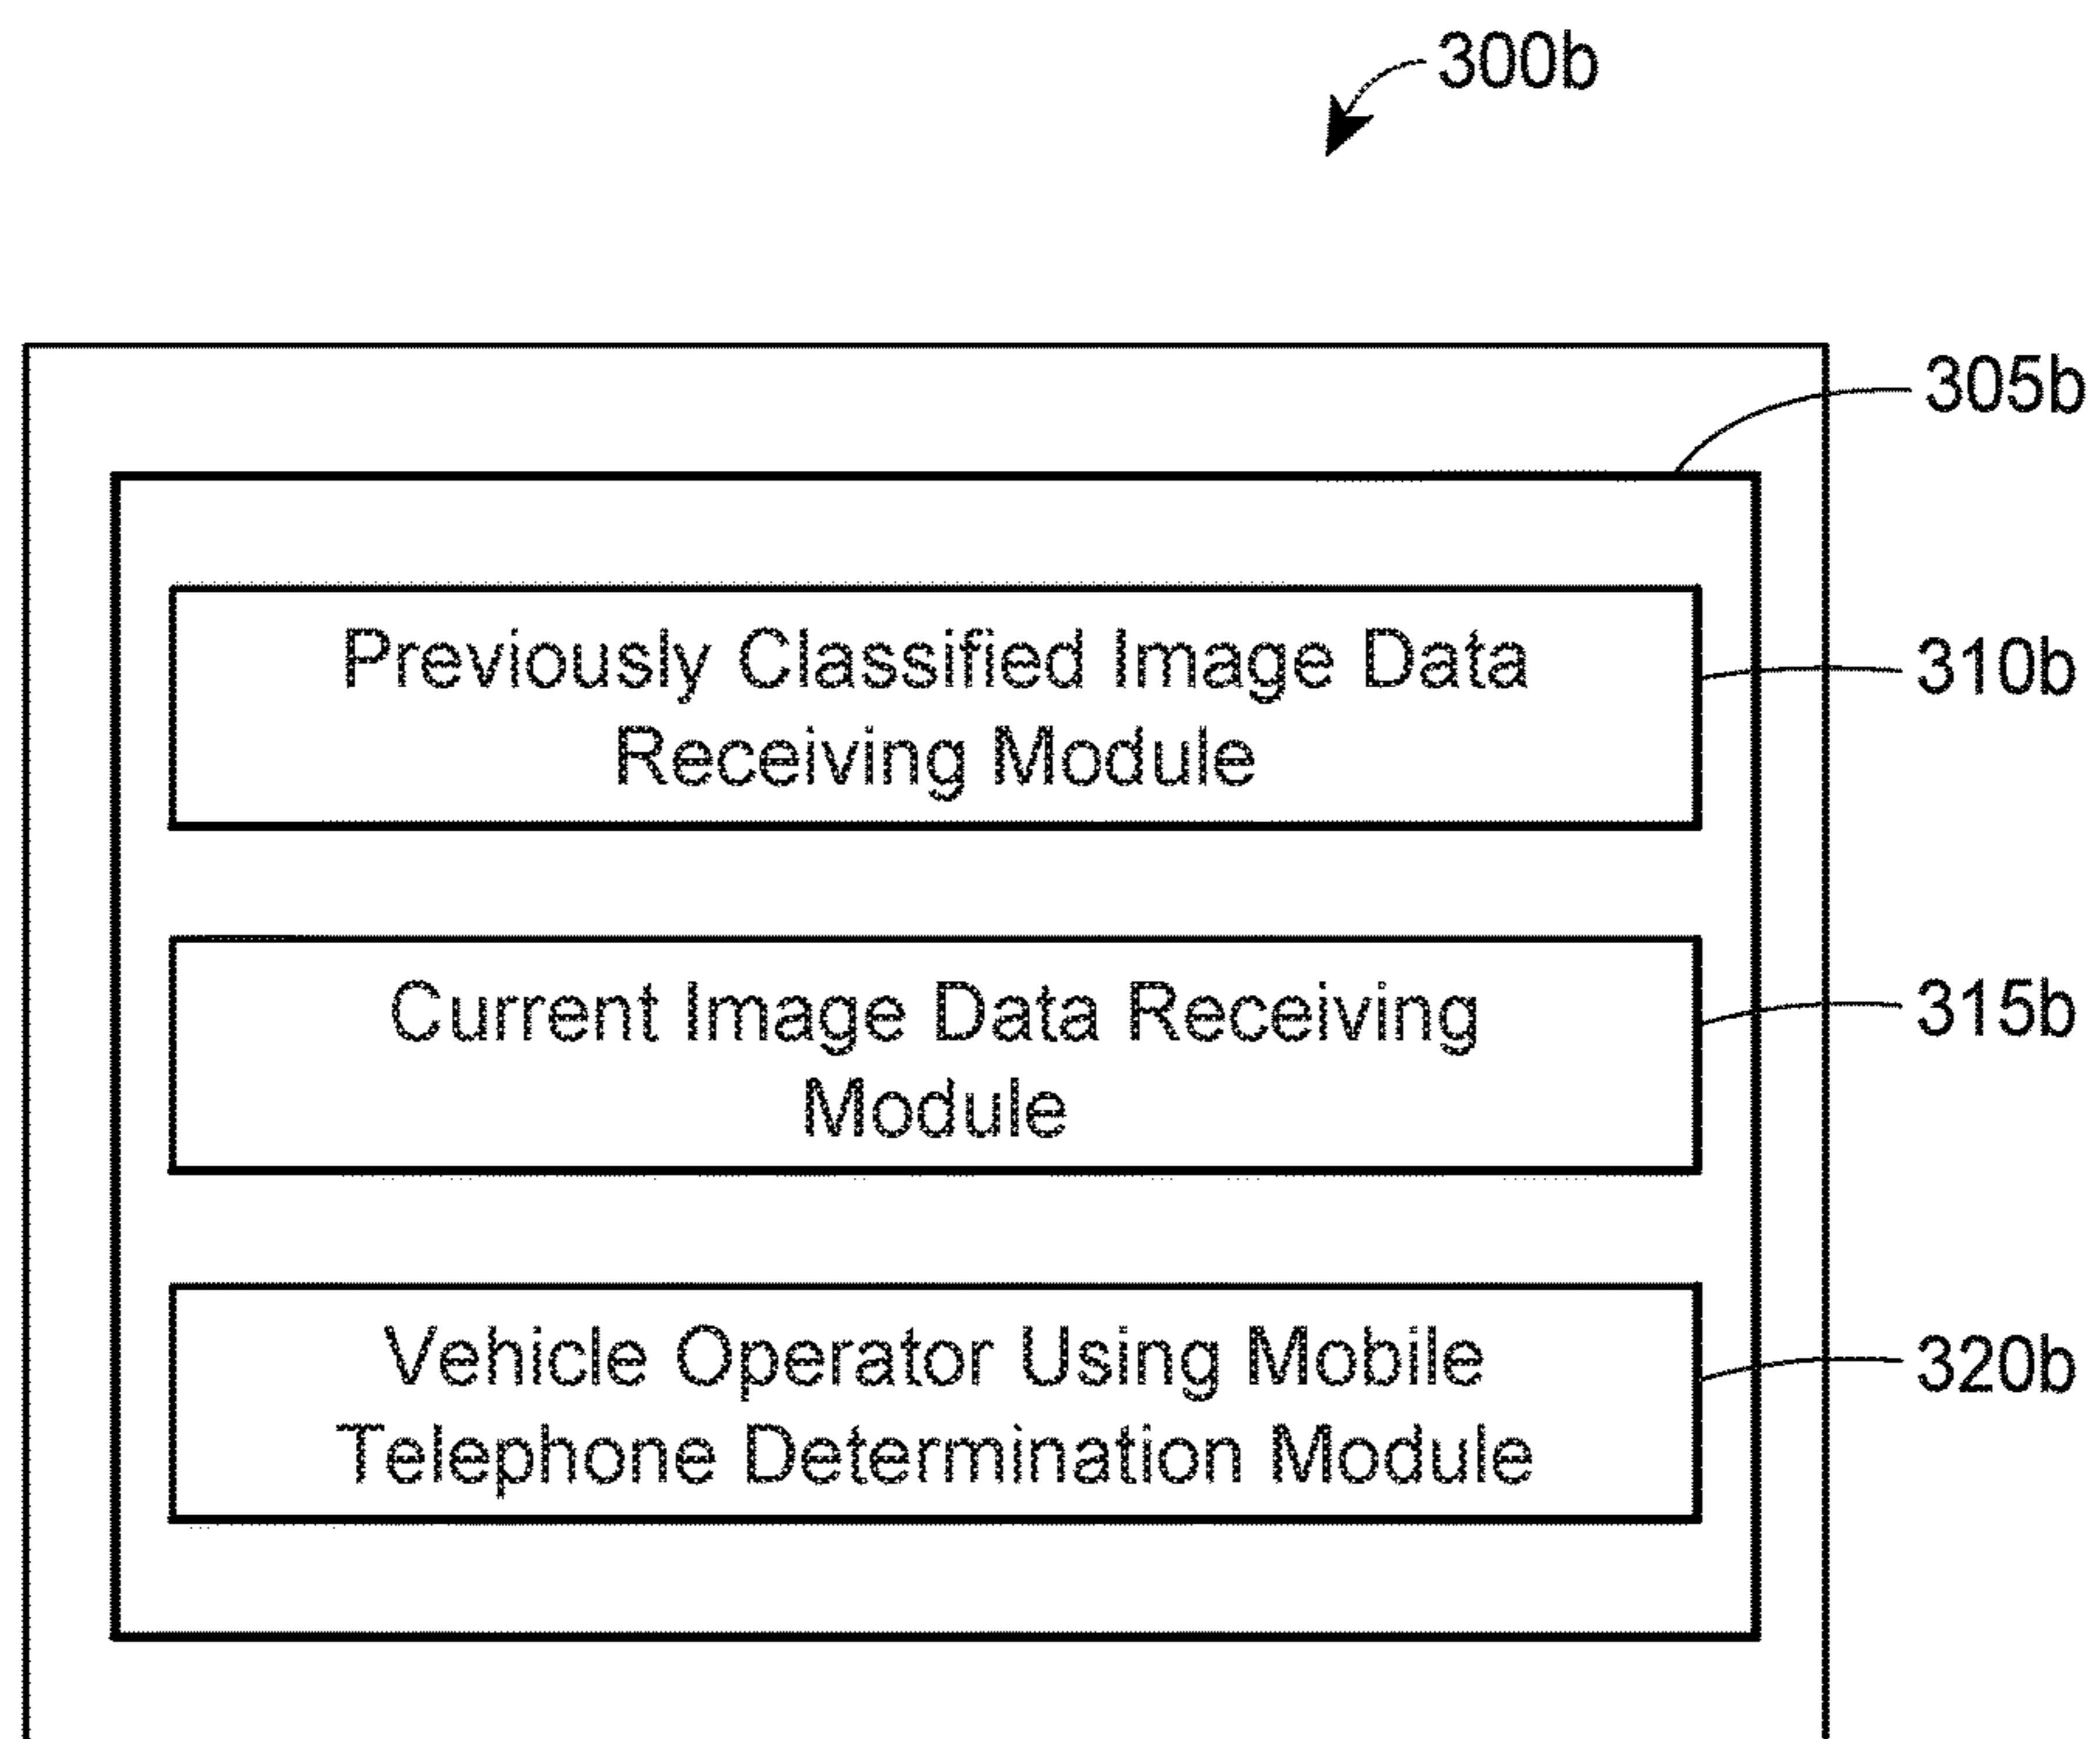 300b
305b
Previously Classified Image Data
Receiving Module
310b
Current Image Data Receiving
Module
315b
Vehicle Operator Using Mobile
Telephone Determination Module
320b